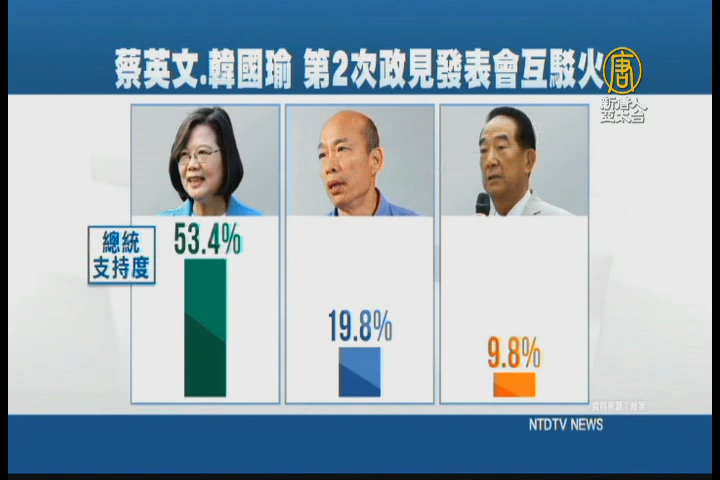 蔡英文.韓國瑜 第2次政見發表會互駁火
唐
新唐人
亞太台
總統
支持度
53.4%
19.8%
9.8%
NTDTV NEWS